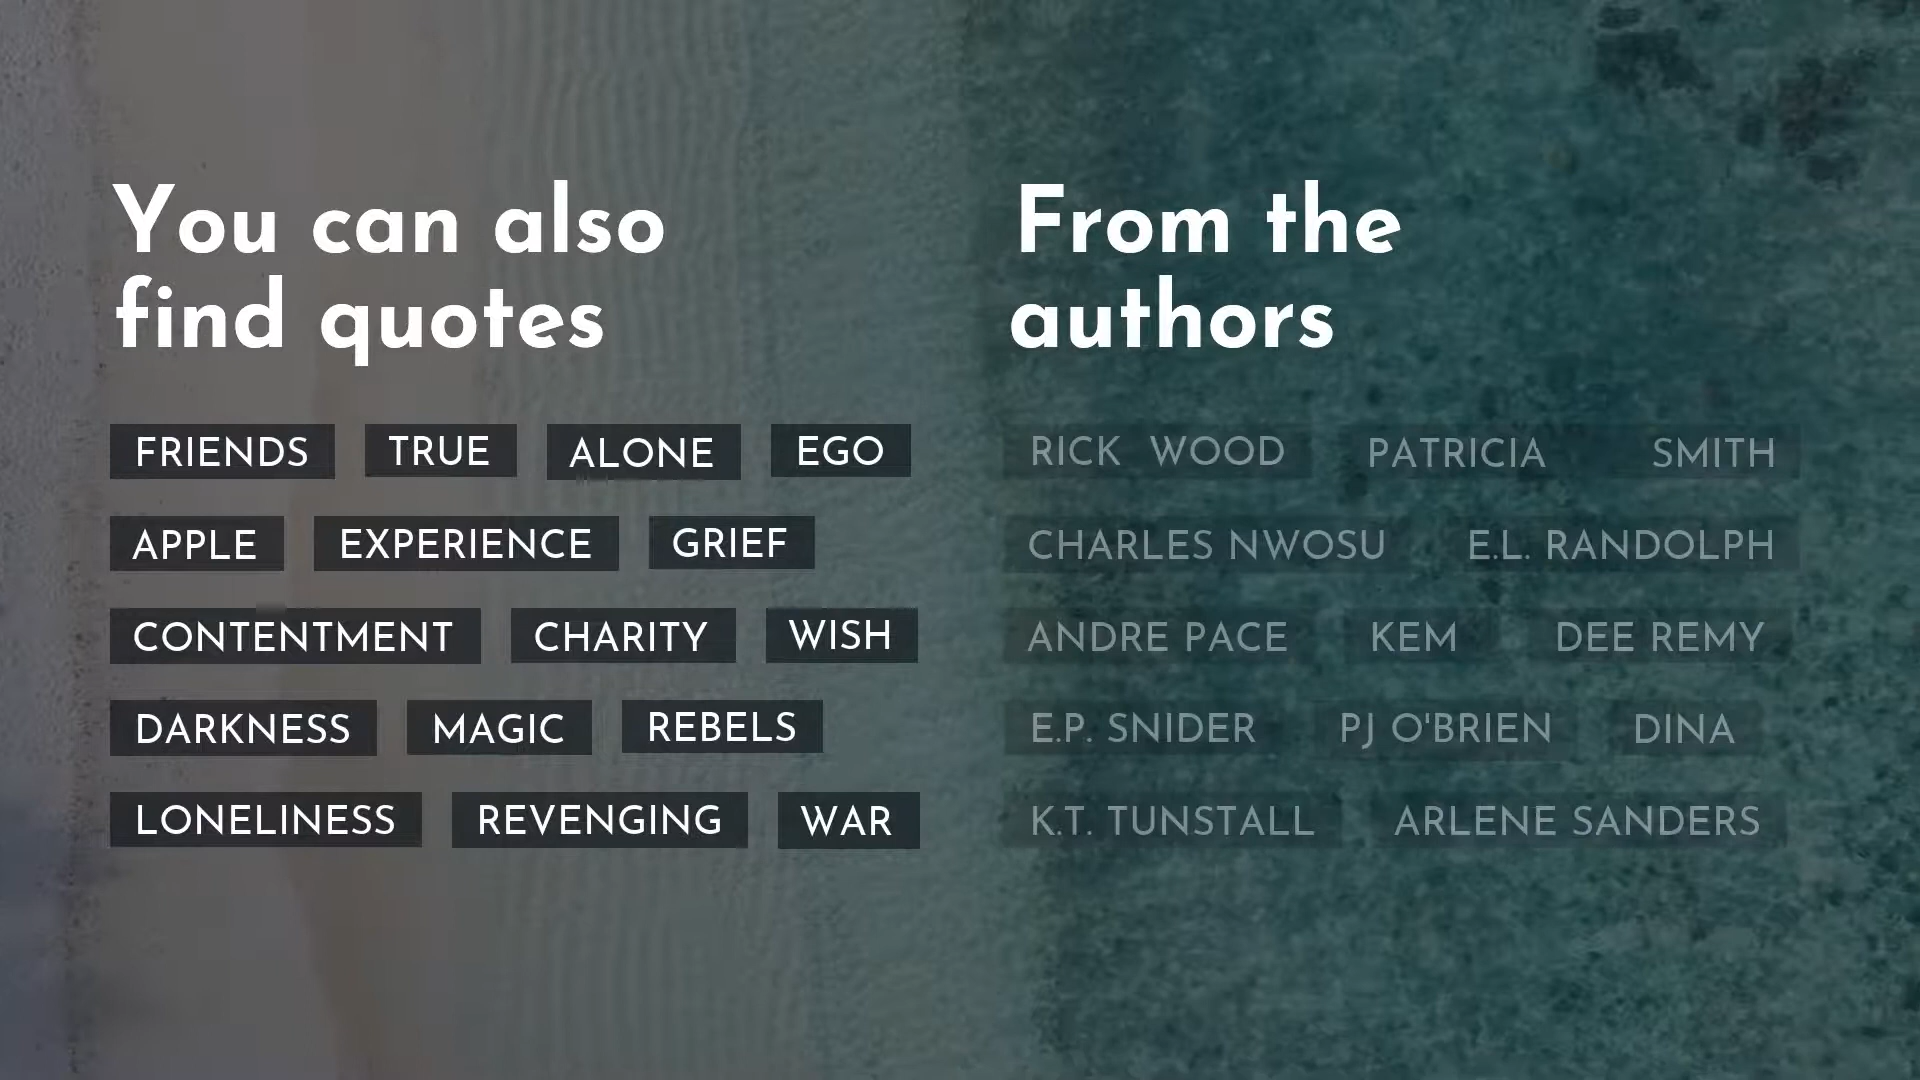 You can also
find quotes
FRIENDS TRUE ALONE EGO
APPLE EXPERIENCE GRIEF
CONTENTMENT CHARITY WISH
DARKNESS MAGIC REBELS
LONELINESS REVENGING WAR
From the
authors
RICK WOOD PATRICIA SMITH
CHARLES NWOSU E.L. RANDOLPH
ANDRE PACE KEM DEE REMY
E.P. SNIDER PJ O'BRIEN DINA
K.T. TUNSTALL ARLENE SANDERS